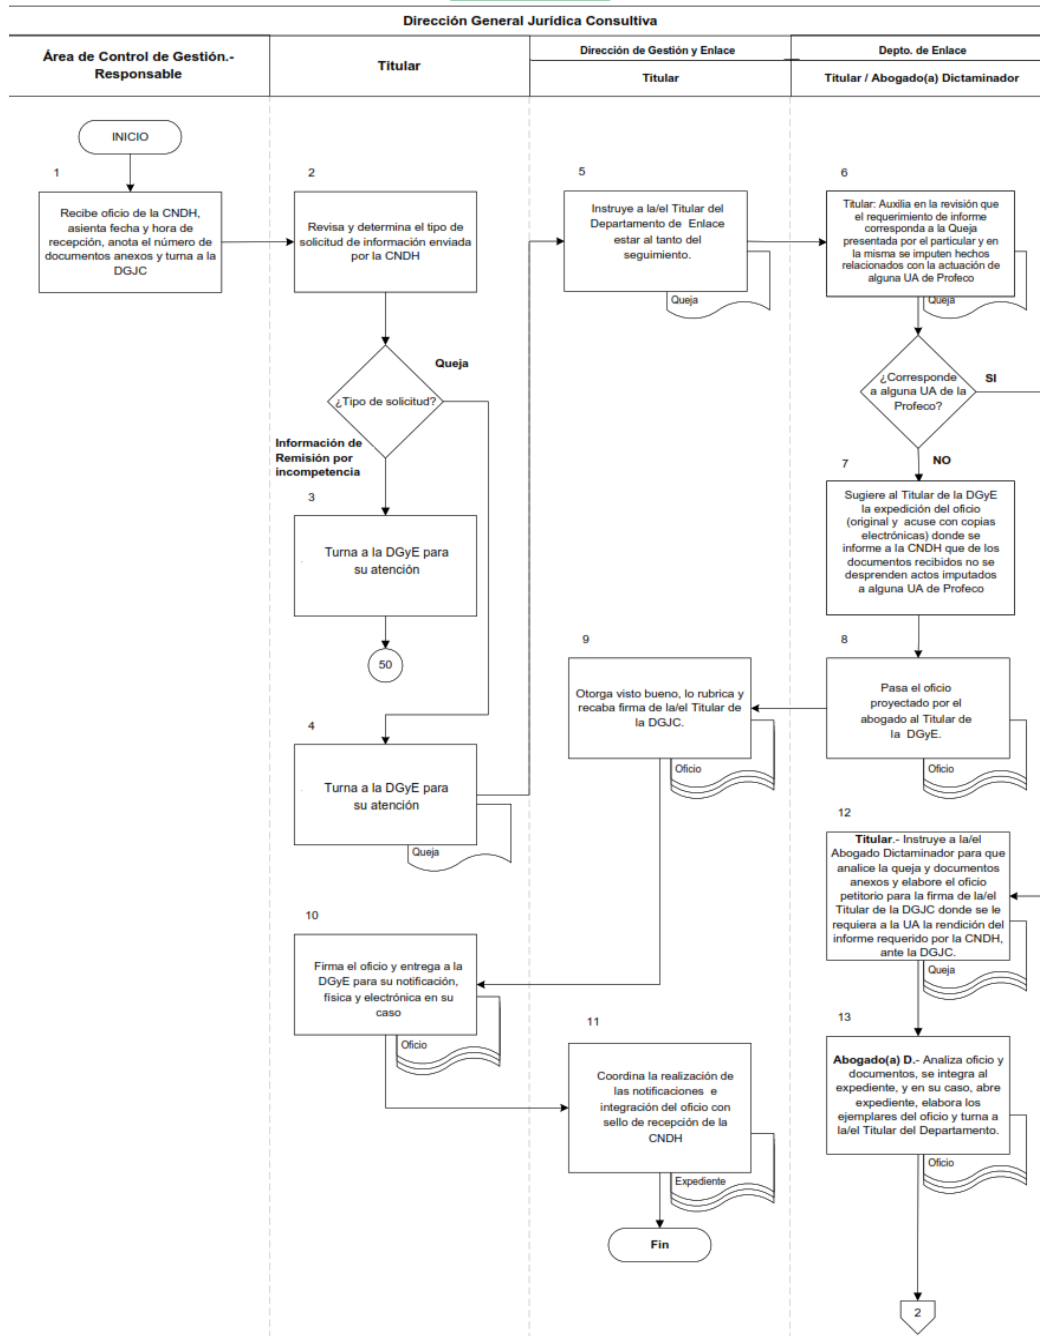 Dirección General Jurídica Consultiva
Área de Control de Gestión.-
Responsable
Titular
Dirección de Gestión y Enlace
Titular
Depto. de Enlace
Titular / Abogado(a) Dictaminador
INICIO
1
Recibe oficio de la CNDH,
asienta fecha y hora de
recepción, anota el número de
documentos anexos y turna a la
DGJC
2
Revisa y determina el tipo de
solicitud de información enviada
por la CNDH
¿Tipo de solicitud?
Queja
Información de
Remisión por
incompetencia
3
Turna a la DGyE para
su atención
50
4
Turna a la DGyE para
su atención
Queja
5
Instruye a la/el Titular del
Departamento de Enlace
estar al tanto del
seguimiento.
Queja
6
Titular: Auxilia en la revisión que
el requerimiento de informe
corresponda a la Queja
presentada por el particular y en
la misma se imputen hechos
relacionados con la actuación de
alguna UA de Profeco
Queja
¿Corresponde
a alguna UA de la
Profeco?
SI
NO
7
Sugiere al Titular de la DGyE
la expedición del oficio
(original y acuse con copias
electrónicas) donde se
informe a la CNDH que de los
documentos recibidos no se
desprenden actos imputados
a alguna UA de Profeco
8
Pasa el oficio
proyectado por el
abogado al Titular de
la DGyE.
Oficio
9
Otorga visto bueno, lo rubrica y
recaba firma de la/el Titular de
la DGJC.
Oficio
10
Firma el oficio y entrega a la
DGyE para su notificación,
física y electrónica en su
caso
Oficio
11
Coordina la realización de
las notificaciones e
integración del oficio con
sello de recepción de la
CNDH
Expediente
Fin
12
Titular.- Instruye a la/el
Abogado Dictaminador para que
analice la queja y documentos
anexos y elabore el oficio
petitorio para la firma de la/el
Titular de la DGJC donde se le
requiera a la UA la rendición del
informe requerido por la CNDH,
ante la DGJC.
Queja
13
Abogado(a) D.- Analiza oficio y
documentos, se integra al
expediente, y en su caso, abre
expediente, elabora los
ejemplares del oficio y turna a
la/el Titular del Departamento.
Oficio
2